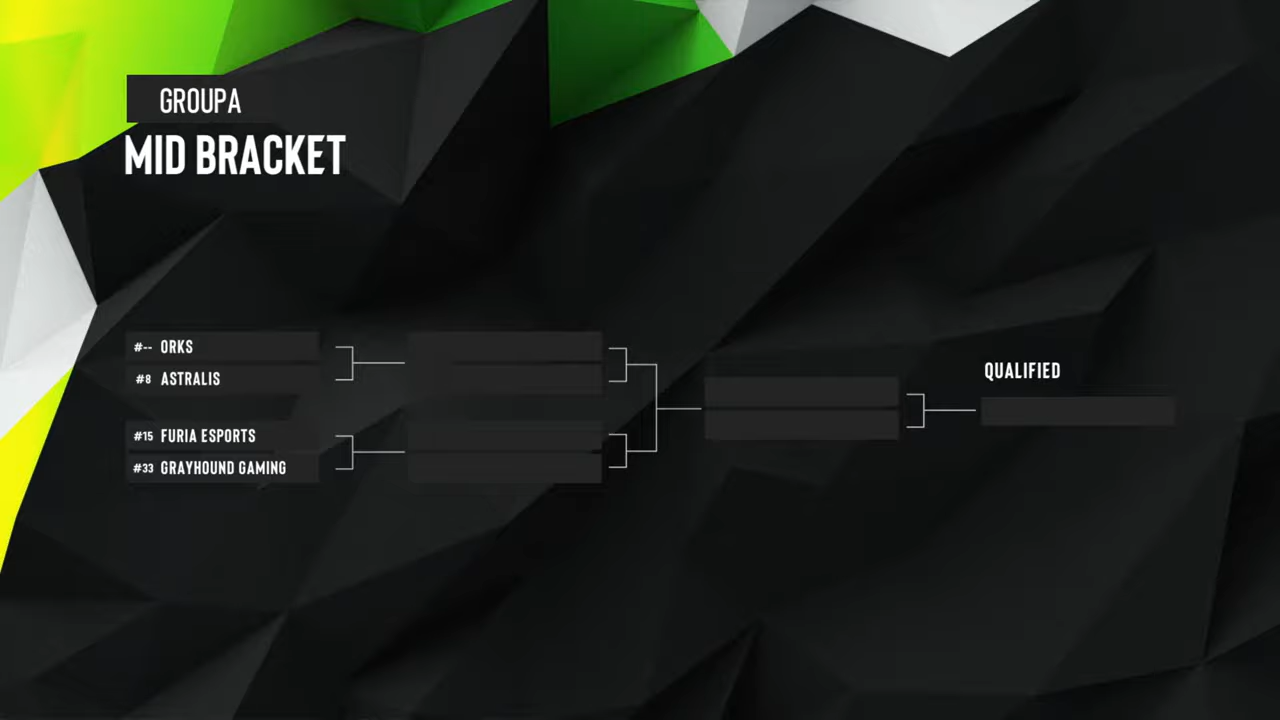 GROUPA
MID BRACKET
#-- ORKS
#8 ASTRALIS
#15 FURIA ESPORTS
#33 GRAYHOUND GAMING
QUALIFIED